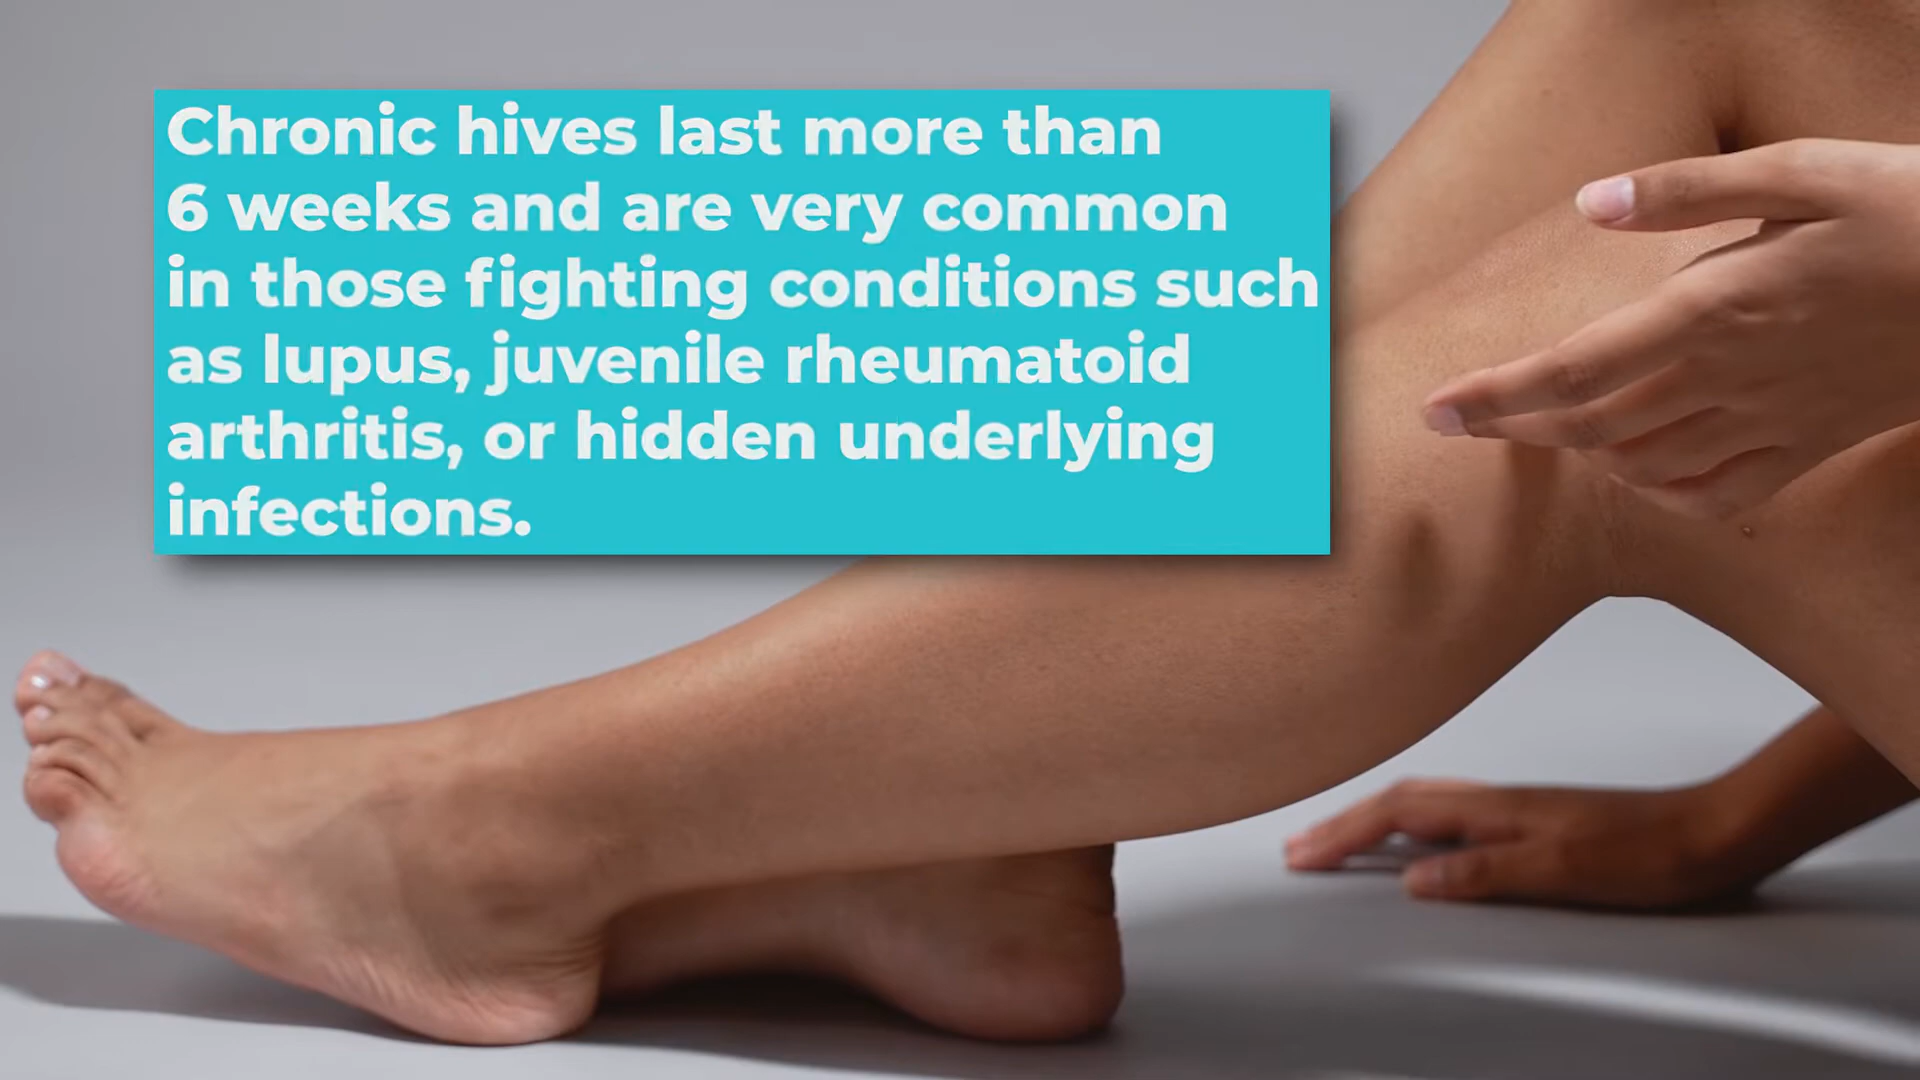 Chronic hives last more than
6 weeks and are very common
in those fighting conditions such
as lupus, juvenile rheumatoid
arthritis, or hidden underlying
infections.